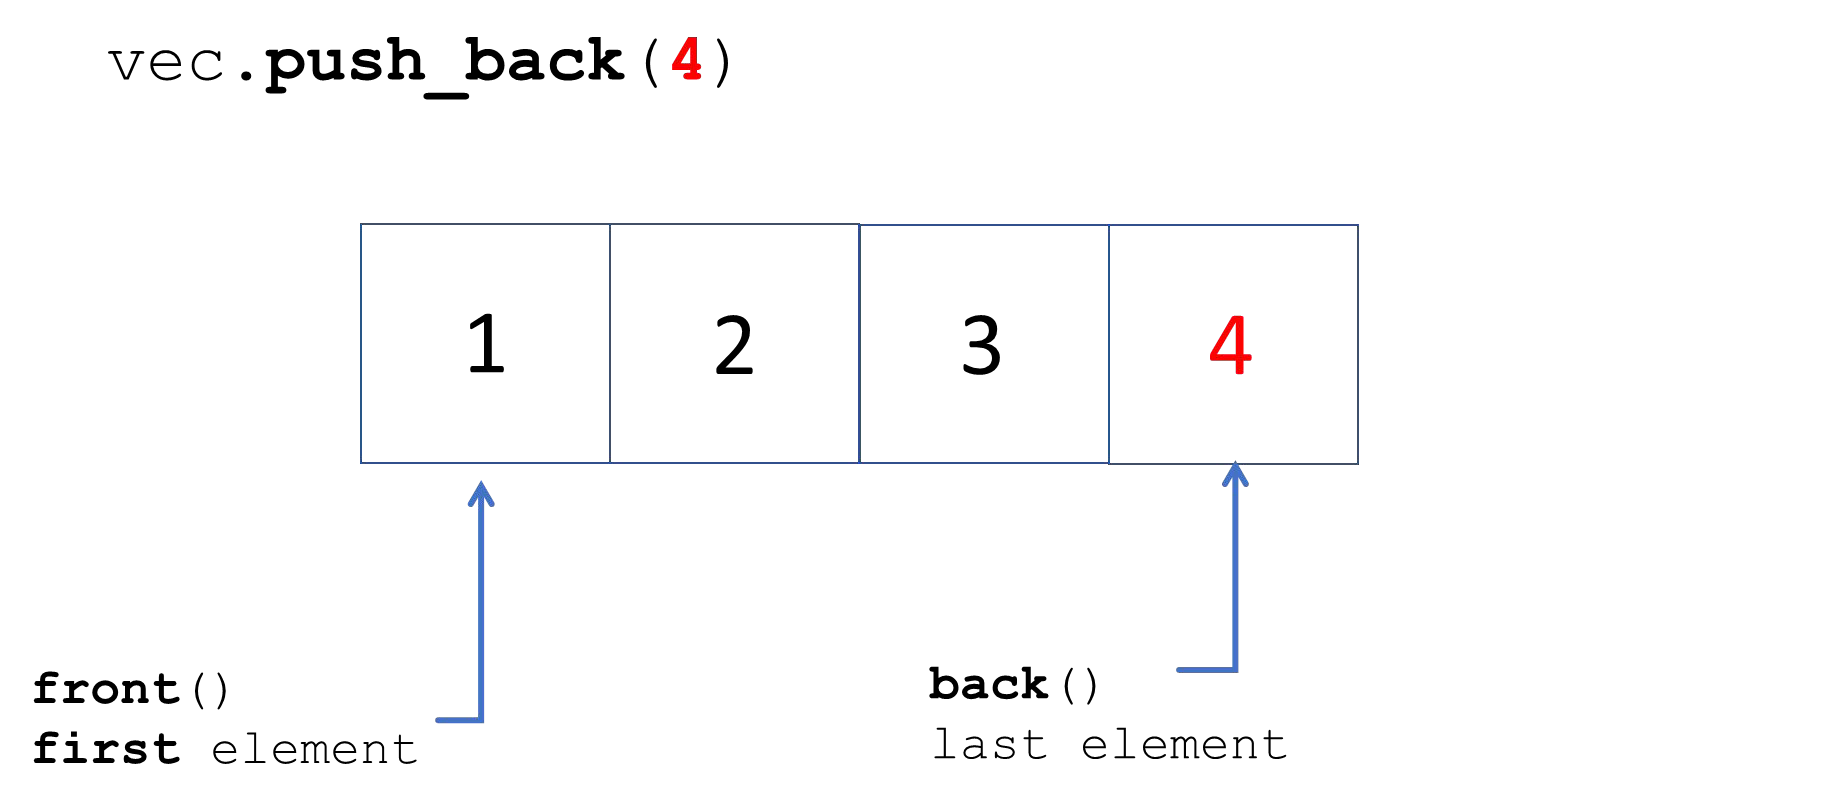 vec.push_back(4)
1 2 3 4
front()
first element
back()
last element